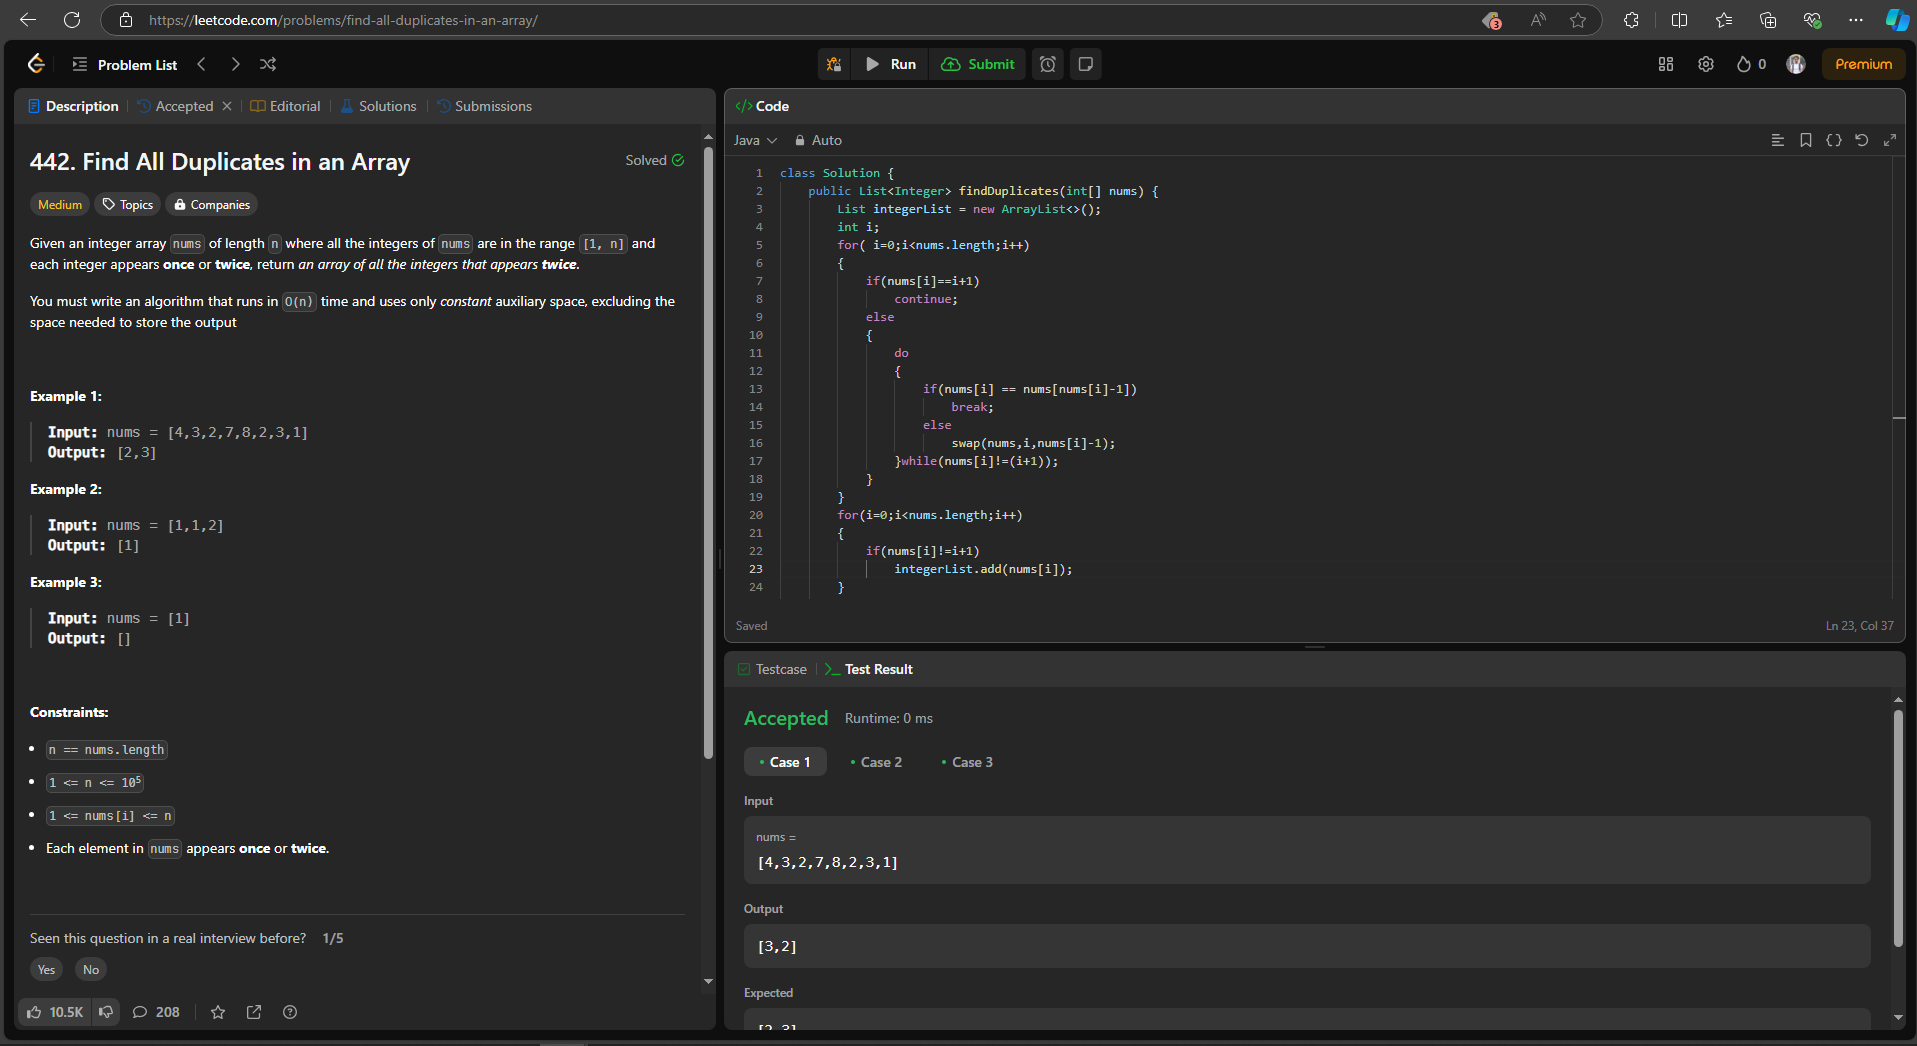 https://leetcode.com/problems/find-all-duplicates-in-an-array/
3
Problem List
Run
Submit
0
Premium
Description
Accepted
Editorial
Solutions
Submissions
442. Find All Duplicates in an Array
Solved
Medium
Topics
Companies
Given an integer array nums of length n where all the integers of nums are in the range [1, n] and
each integer appears once or twice, return an array of all the integers that appears twice.
You must write an algorithm that runs in O(n) time and uses only constant auxiliary space, excluding the
space needed to store the output
Example 1:
Input: nums = [4,3,2,7,8,2,3,1]
Output: [2,3]
Example 2:
Input: nums = [1,1,2]
Output: [1]
Example 3:
Input: nums = [1]
Output: []
Constraints:
n == nums.length
1 <= n <= 10⁵
1 <= nums[i] <= n
Each element in nums appears once or twice.
Seen this question in a real interview before? 1/5
Yes
No
10.5K
208
</> Code
Java
Auto
1 class Solution {
2 public List<Integer> findDuplicates(int[] nums) {
3 List integerList = new ArrayList<>();
4 int i;
5 for( i=0;i<nums.length;i++)
6 {
7 if(nums[i]==i+1)
8 continue;
9 else
10 {
11 do
12 {
13 if(nums[i] == nums[nums[i]-1])
14 break;
15 else
16 swap(nums,i,nums[i]-1);
17 }while(nums[i]!=(i+1));
18 }
19 }
20 for(i=0;i<nums.length;i++)
21 {
22 if(nums[i]!=i+1)
23 integerList.add(nums[i]);
24 }
Saved
Ln 23, Col 37
Testcase
Test Result
Accepted
Runtime: 0 ms
Case 1
Case 2
Case 3
Input
nums =
[4,3,2,7,8,2,3,1]
Output
[3,2]
Expected
[2,3]